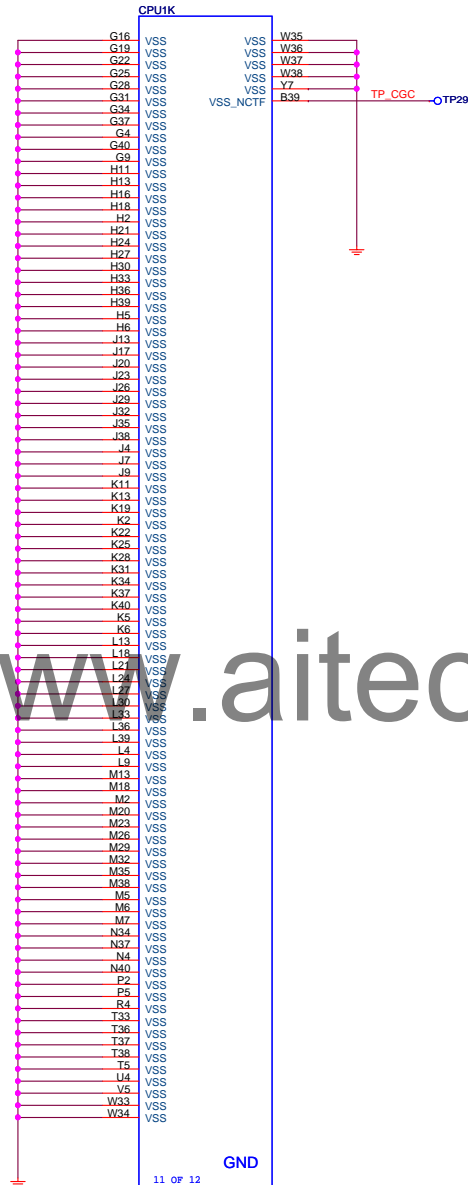 CPU1K
G16 VSS VSS W35
G19 VSS VSS W36
G22 VSS VSS W37
G25 VSS VSS W38
G28 VSS VSS Y7
G31 VSS VSS_NCTF B39 TP_CGC TP29
G34 VSS
G37 VSS
G4 VSS
G40 VSS
G9 VSS
H11 VSS
H13 VSS
H16 VSS
H18 VSS
H2 VSS
H21 VSS
H24 VSS
H27 VSS
H30 VSS
H33 VSS
H36 VSS
H39 VSS
H5 VSS
H6 VSS
J13 VSS
J17 VSS
J20 VSS
J23 VSS
J26 VSS
J29 VSS
J32 VSS
J35 VSS
J38 VSS
J4 VSS
J7 VSS
J9 VSS
K11 VSS
K13 VSS
K19 VSS
K2 VSS
K22 VSS
K25 VSS
K28 VSS
K31 VSS
K34 VSS
K37 VSS
K40 VSS
K5 VSS
K6 VSS
L13 VSS
L18 VSS
L21 VSS
L24 VSS
L27 VSS
L30 VSS
L33 VSS
www.aitec
L36 VSS
L39 VSS
L4 VSS
L9 VSS
M13 VSS
M18 VSS
M2 VSS
M20 VSS
M23 VSS
M26 VSS
M29 VSS
M32 VSS
M35 VSS
M38 VSS
M5 VSS
M6 VSS
M7 VSS
N34 VSS
N37 VSS
N4 VSS
N40 VSS
P2 VSS
P5 VSS
R4 VSS
T33 VSS
T36 VSS
T37 VSS
T38 VSS
T5 VSS
U4 VSS
V5 VSS
W33 VSS
W34 VSS
GND
11 OF 12